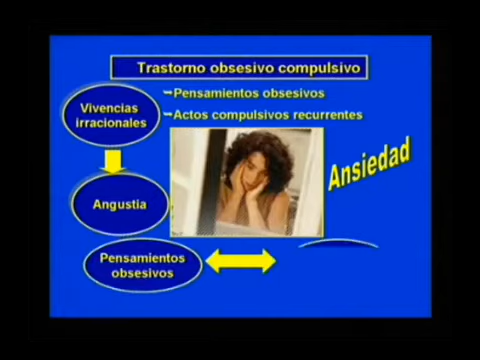 Trastorno obsesivo compulsivo
Pensamientos obsesivos
Actos compulsivos recurrentes
Vivencias
irracionales
Ansiedad
Angustia
Pensamientos
obsesivos